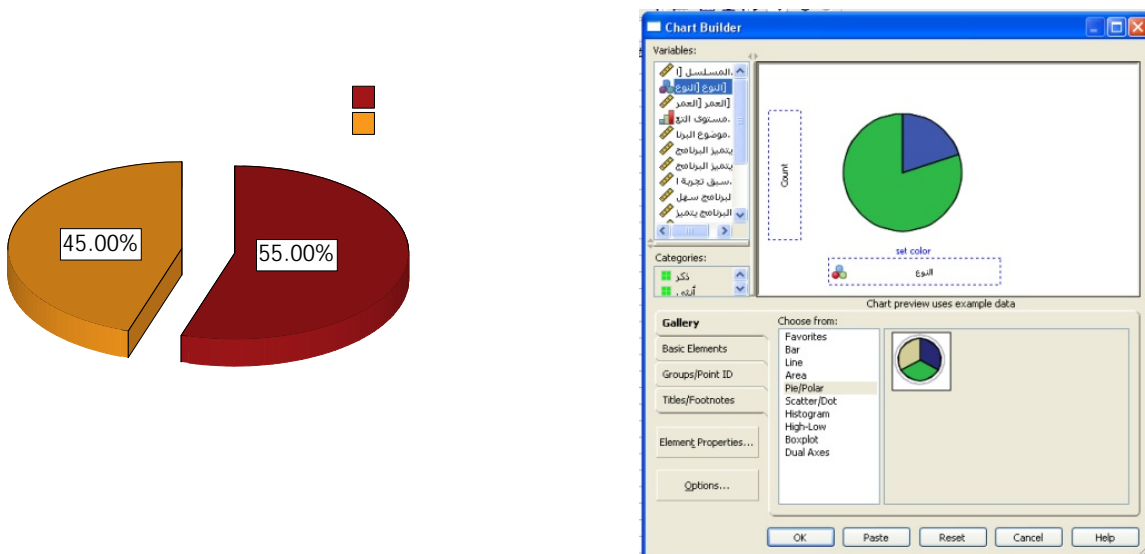 45.00%
55.00%
Chart Builder
Variables:
المسلسل [ا...
النوع [النوع]
العمر [العمر]
مستوى التع...
موضوع البرنا...
يتميز البرنامج
يتميز البرنامج
سبق تجربة ا...
لبرنامج سهل
البرنامج يتميز
Categories:
ذكر
أنثى
Count
set color
النوع
Chart preview uses example data
Gallery
Basic Elements
Groups/Point ID
Titles/Footnotes
Element Properties...
Options...
Choose from:
Favorites
Bar
Line
Area
Pie/Polar
Scatter/Dot
Histogram
High-Low
Boxplot
Dual Axes
OK
Paste
Reset
Cancel
Help